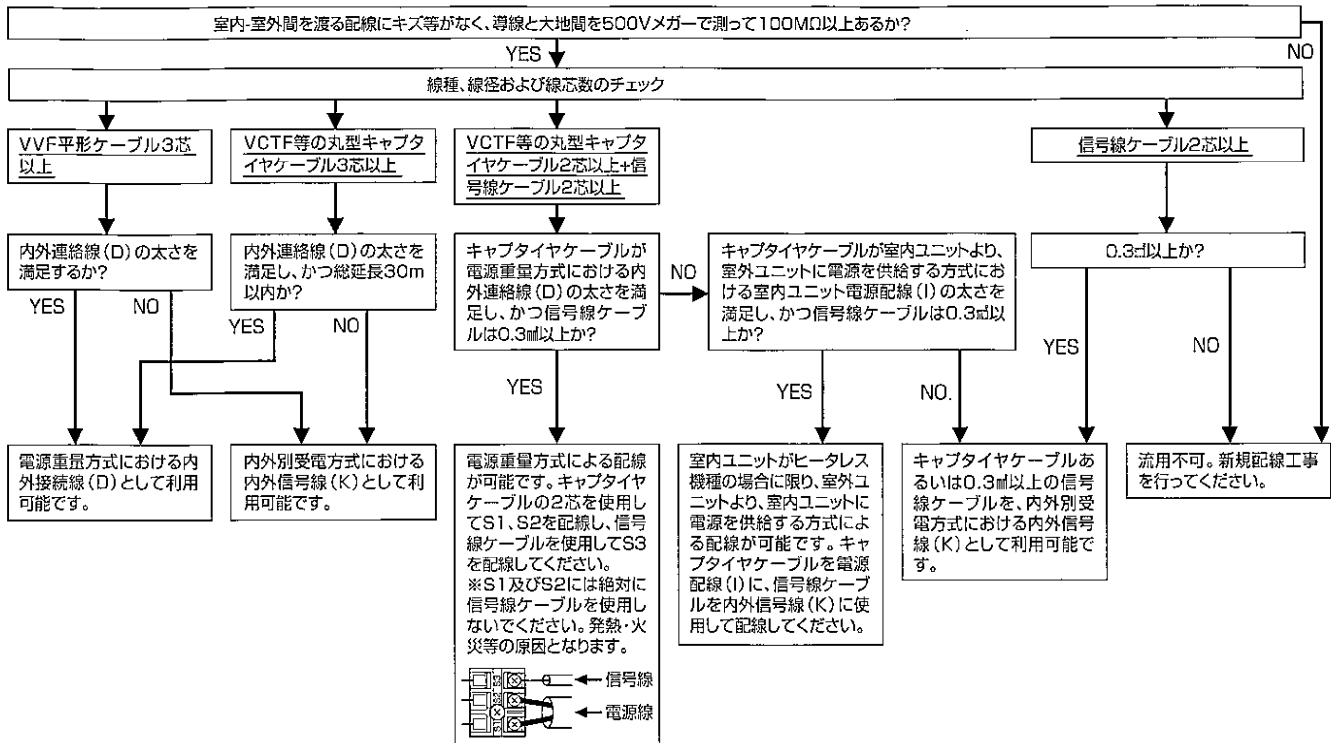 室内-室外間を渡る配線にキズ等がなく、導線と大地間を500Vメガーで測って100MΩ以上あるか?
YES
NO
線種、線径および線芯数のチェック
VVF平形ケーブル3芯
以上
VCTF等の丸型キャプタ
イヤケーブル3芯以上
VCTF等の丸型キャプタ
イヤケーブル2芯以上+信
号線ケーブル2芯以上
信号線ケーブル2芯以上
内外連絡線(D)の太さを
満足するか?
内外連絡線(D)の太さを
満足し、かつ総延長30m
以内か?
キャプタイヤケーブルが
電源重量方式における内
外連絡線(D)の太さを満
足し、かつ信号線ケーブ
ルは0.3㎟以上か?
NO
キャプタイヤケーブルが室内ユニットより、
室外ユニットに電源を供給する方式にお
ける室内ユニット電源配線(I)の太さを
満足し、かつ信号線ケーブルは0.3㎟以
上か?
0.3㎟以上か?
YES
NO
YES
NO
YES
YES
NO.
YES
NO
電源重量方式における内
外接続線(D)として利用
可能です。
内外別受電方式における
内外信号線(K)として利
用可能です。
電源重量方式による配線
が可能です。キャプタイヤ
ケーブルの2芯を使用し
てS1、S2を配線し、信号
線ケーブルを使用してS3
を配線してください。
※S1及びS2には絶対に
信号線ケーブルを使用し
ないでください。発熱・火
災等の原因となります。
S3
S2
S1
信号線
電源線
室内ユニットがヒータレス
機種の場合に限り、室外ユ
ニットより、室内ユニットに
電源を供給する方式によ
る配線が可能です。キャ
プタイヤケーブルを電源
配線(I)に、信号線ケーブ
ルを内外信号線(K)に使
用して配線してください。
キャプタイヤケーブルあ
るいは0.3㎟以上の信号
線ケーブルを、内外別受
電方式における内外信号
線(K)として利用可能で
す。
流用不可。新規配線工事
を行ってください。